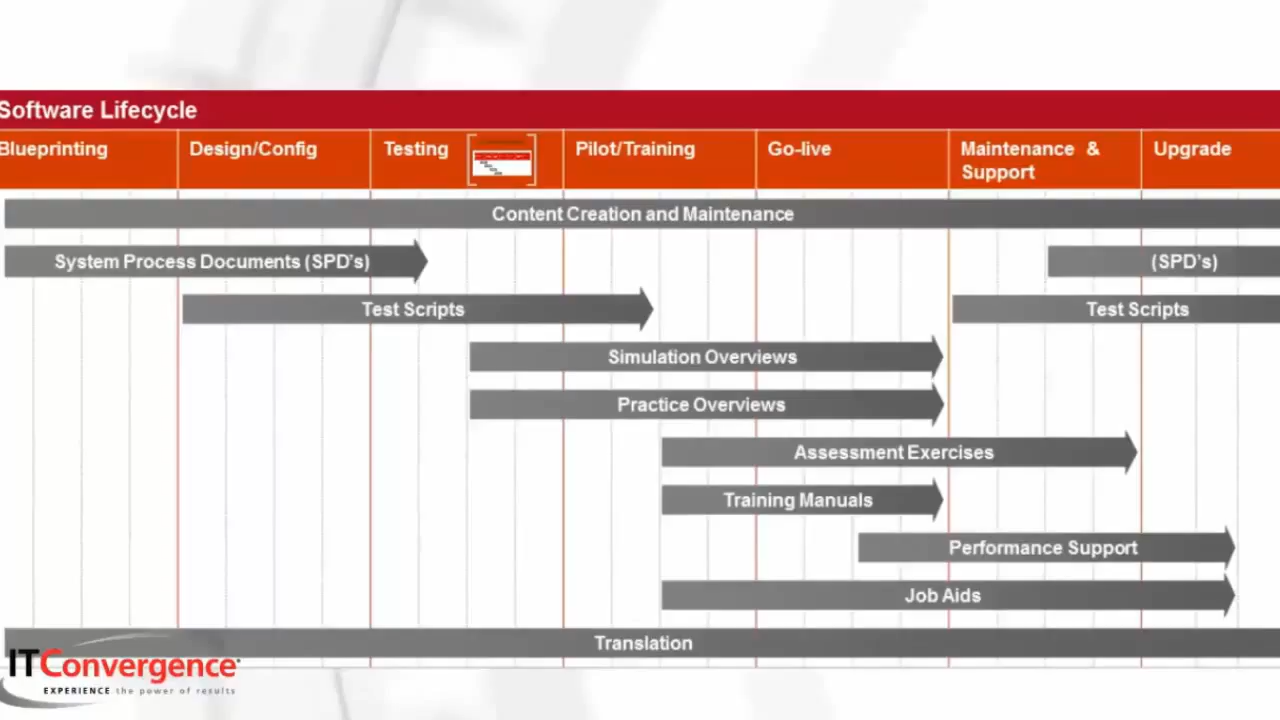 Software Lifecycle
Blueprinting
Design/Config
Testing
Pilot/Training
Go-live
Maintenance & 
Support
Upgrade
Content Creation and Maintenance
System Process Documents (SPD's)
(SPD's)
Test Scripts
Test Scripts
Simulation Overviews
Practice Overviews
Assessment Exercises
Training Manuals
Performance Support
Job Aids
Translation
ITConvergence
EXPERIENCE the power of results